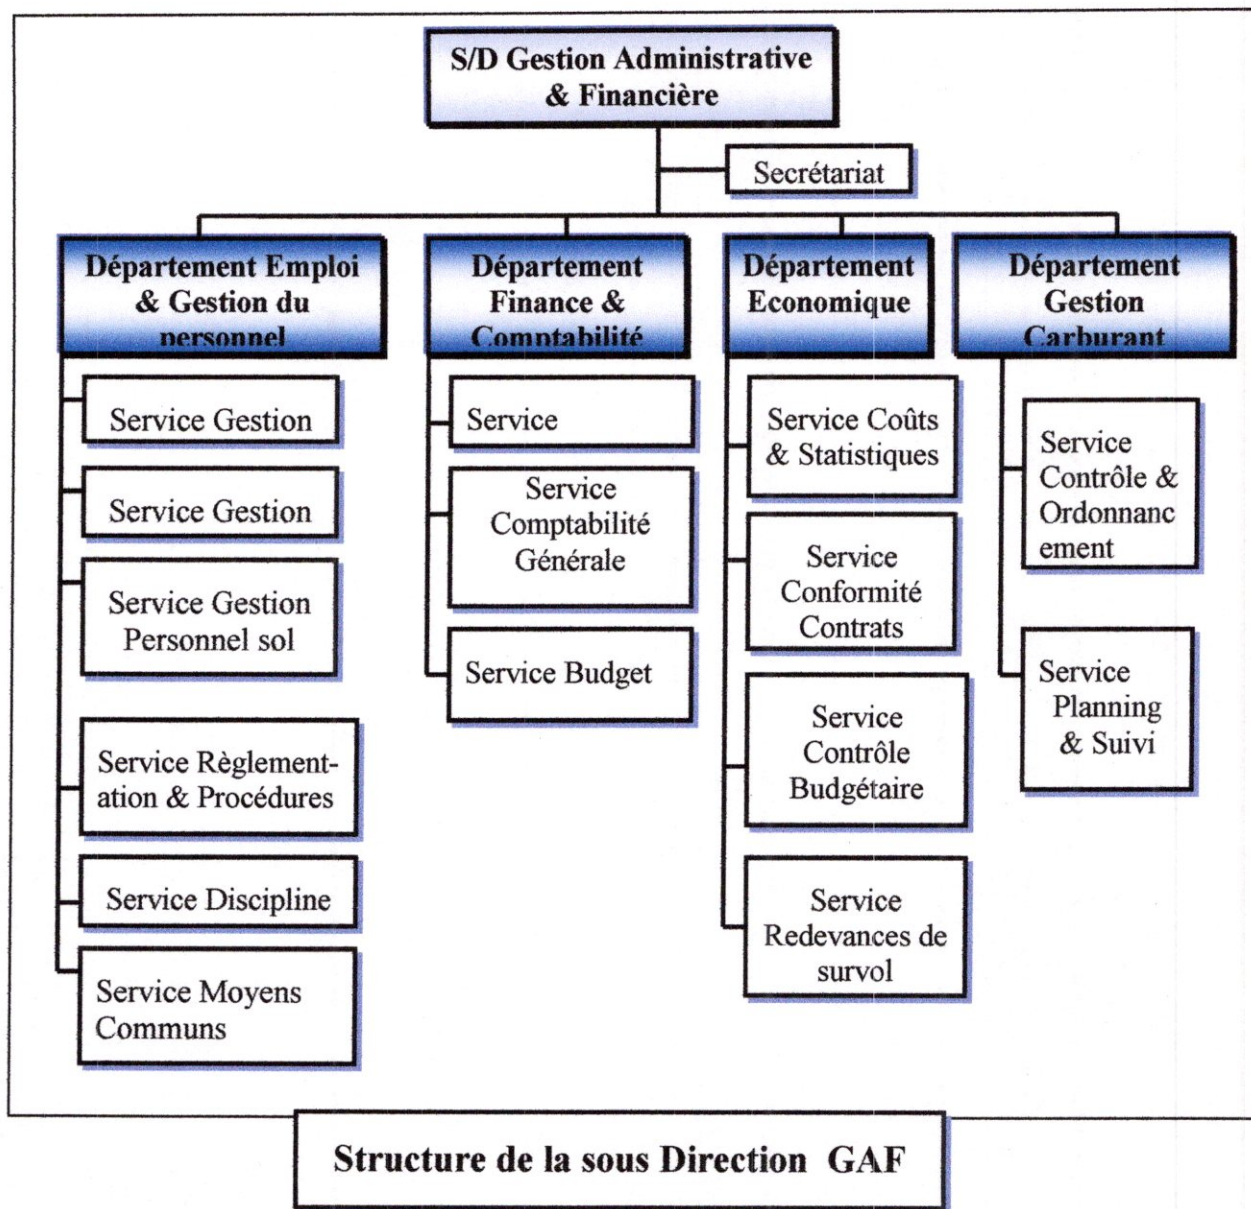 S/D Gestion Administrative
& Financière
Secrétariat
Département Emploi
& Gestion du
personnel
Département
Finance &
Comptabilité
Département
Economique
Département
Gestion
Carburant
Service Gestion
Service Gestion
Service Gestion
Personnel sol
Service Règlement-
ation & Procédures
Service Discipline
Service Moyens
Communs
Service
Service
Comptabilité
Générale
Service Budget
Service Coûts
& Statistiques
Service
Conformité
Contrats
Service
Contrôle
Budgétaire
Service
Redevances de
survol
Service
Contrôle &
Ordonnanc
ement
Service
Planning
& Suivi
Structure de la sous Direction GAF